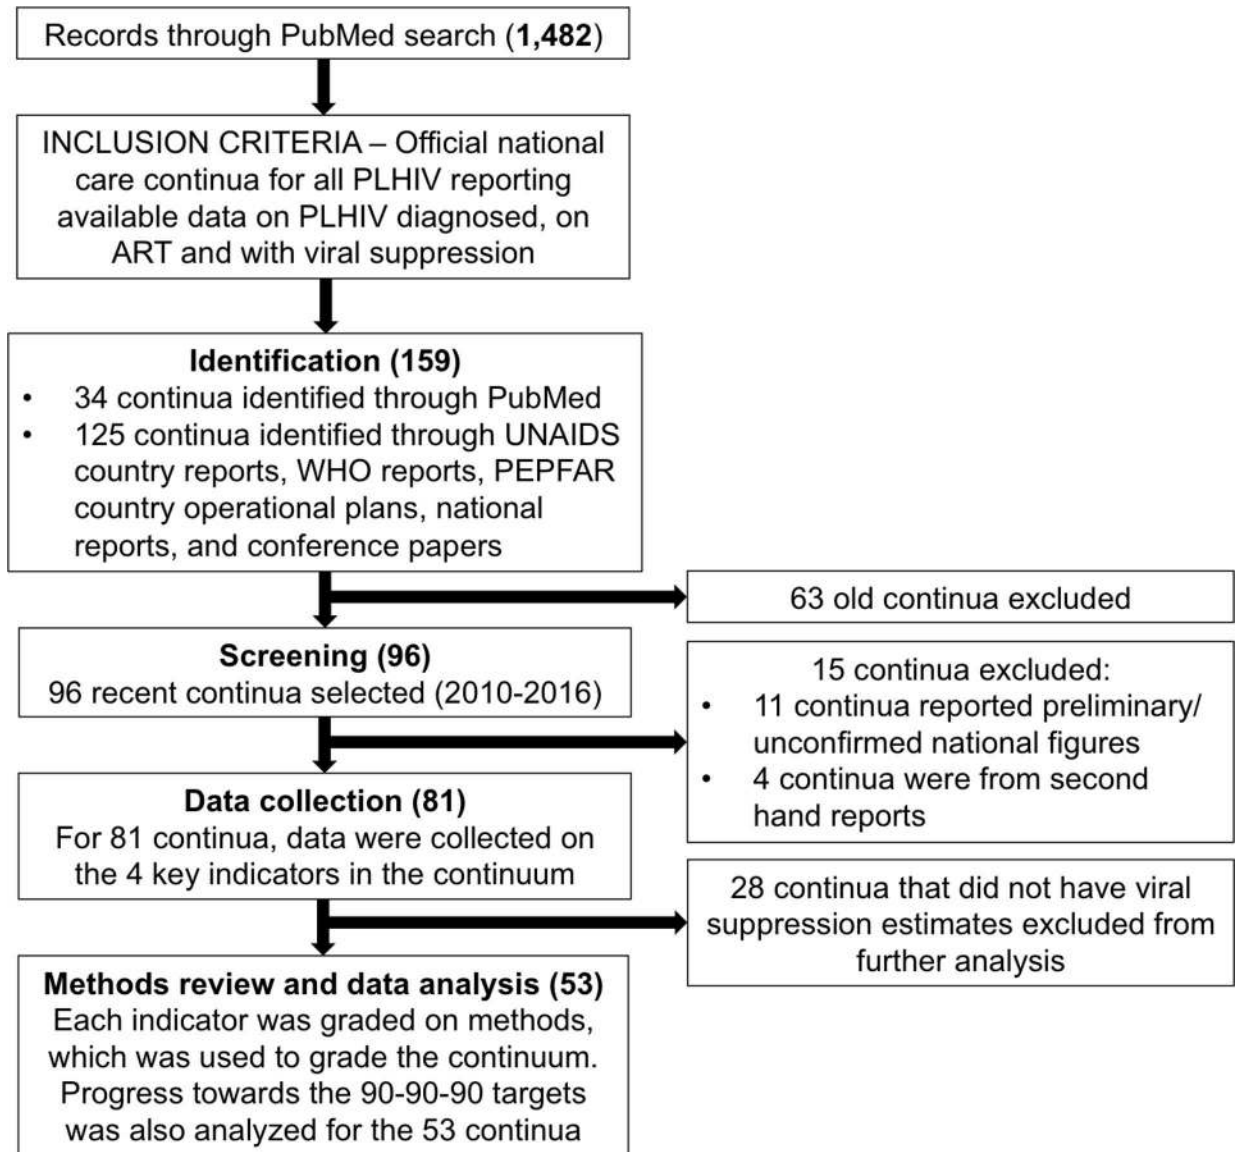 Records through PubMed search (1,482)
INCLUSION CRITERIA – Official national
care continua for all PLHIV reporting
available data on PLHIV diagnosed, on
ART and with viral suppression
Identification (159)
• 34 continua identified through PubMed
• 125 continua identified through UNAIDS
country reports, WHO reports, PEPFAR
country operational plans, national
reports, and conference papers
63 old continua excluded
Screening (96)
96 recent continua selected (2010-2016)
15 continua excluded:
• 11 continua reported preliminary/
unconfirmed national figures
• 4 continua were from second
hand reports
Data collection (81)
For 81 continua, data were collected on
the 4 key indicators in the continuum
28 continua that did not have viral
suppression estimates excluded from
further analysis
Methods review and data analysis (53)
Each indicator was graded on methods,
which was used to grade the continuum.
Progress towards the 90-90-90 targets
was also analyzed for the 53 continua